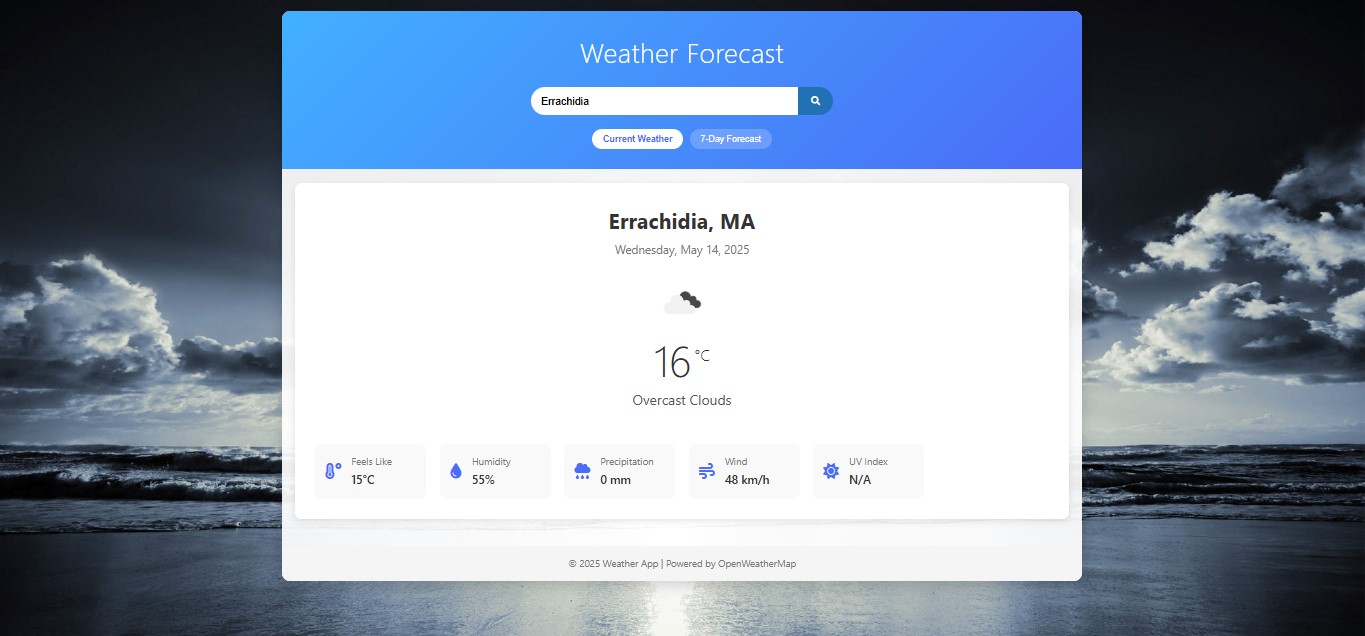 Weather Forecast
Errachidia
Current Weather 7-Day Forecast
Errachidia, MA
Wednesday, May 14, 2025
16 °C
Overcast Clouds
Feels Like
15°C
Humidity
55%
Precipitation
0 mm
Wind
48 km/h
UV Index
N/A
© 2025 Weather App | Powered by OpenWeatherMap